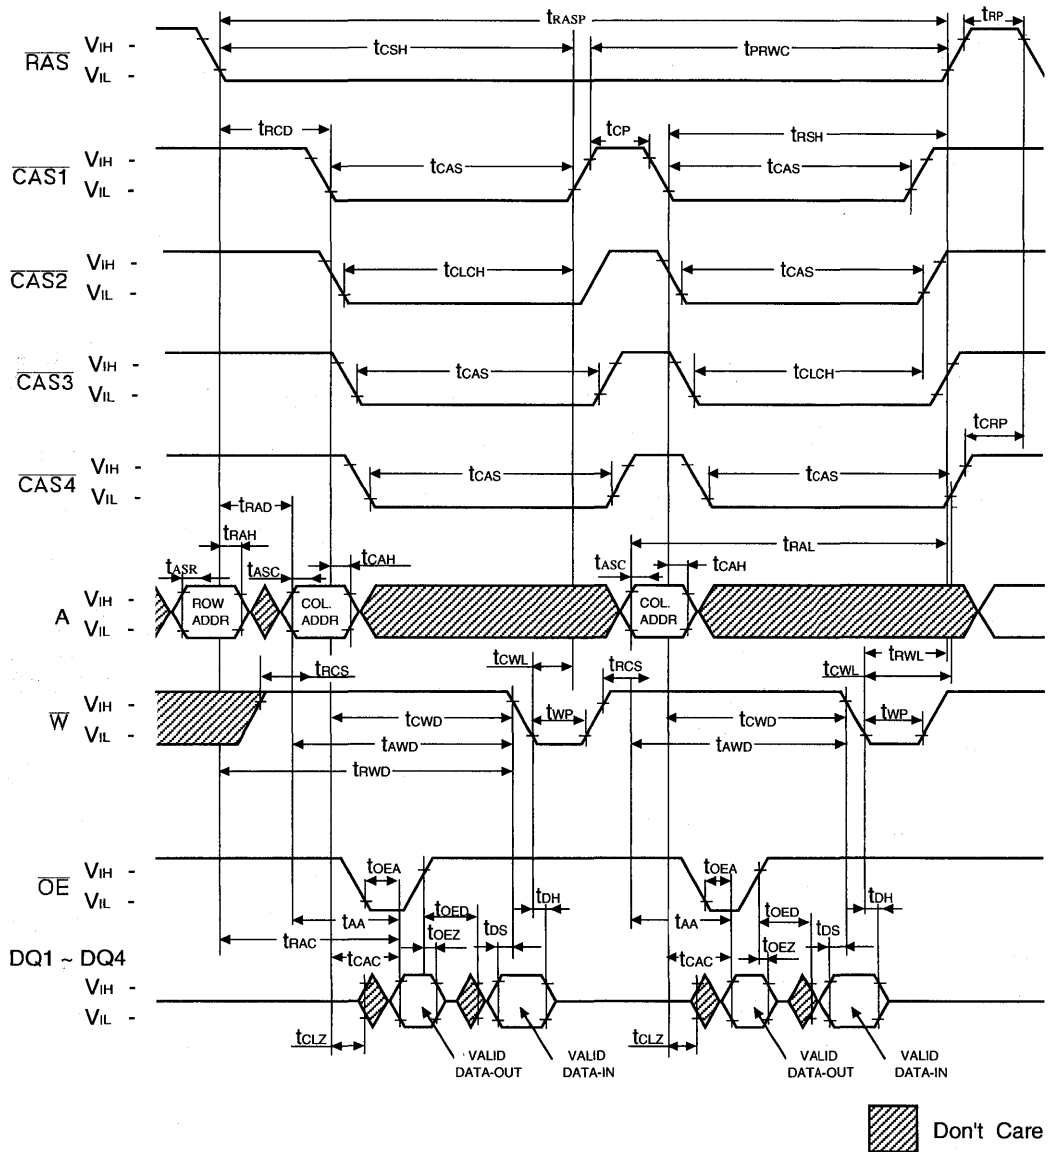 tRASP tRP
RAS VIH - tCSH tPRWC
VIL -
tRCD tCP tRSH
CAS1 VIH - tCAS tCAS
VIL -
CAS2 VIH - tCLCH tCAS
VIL -
CAS3 VIH - tCAS tCLCH
VIL -
tCRP
CAS4 VIH - tCAS tCAS
VIL -
tRAD
tRAH tRAL
tASR tASC tCAH tASC tCAH
A VIH - ROW ADDR COL. ADDR COL. ADDR
VIL -
tRCS tCWL tRCS tCWL tRWL
W VIH - tCWD tWP tCWD tWP
VIL - tAWD tAWD
tRWD
OE VIH - tOEA tOEA
VIL - tDH tDH
tAA tOED tAA tOED
tRAC tOEZ tDS tOEZ tDS
DQ1 ~ DQ4 tCAC tCAC
VIH -
VIL -
tCLZ tCLZ
VALID DATA-OUT VALID DATA-IN VALID DATA-OUT VALID DATA-IN
Don't Care